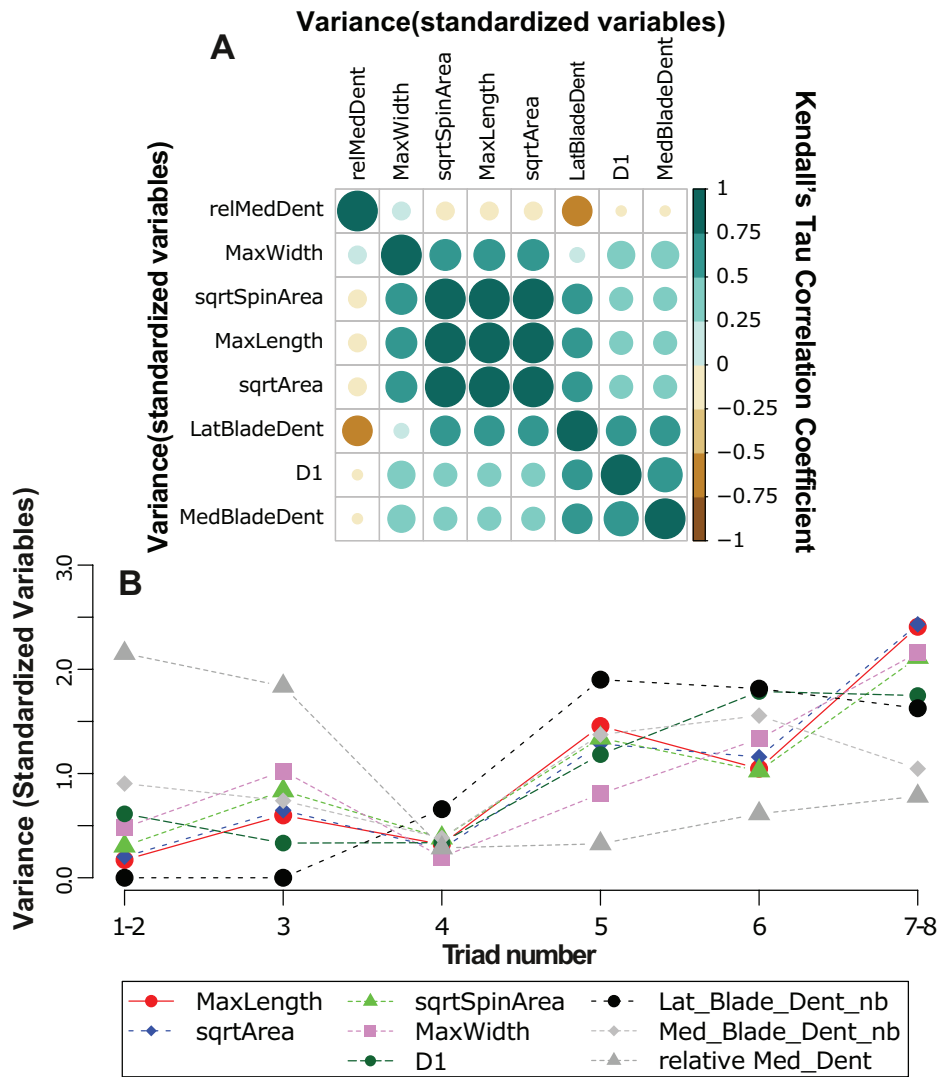 Variance(standardized variables)
A
relMedDent
MaxWidth
sqrtSpinArea
MaxLength
sqrtArea
LatBladeDent
D1
MedBladeDent
Variance(standardized variables)
relMedDent
MaxWidth
sqrtSpinArea
MaxLength
sqrtArea
LatBladeDent
D1
MedBladeDent
1
0.75
0.5
0.25
0
−0.25
−0.5
−0.75
−1
Kendall's Tau Correlation Coefficient
B
Variance (Standardized Variables)
3.0
2.0
1.0
0.0
1-2 3 4 5 6 7-8
Triad number
MaxLength sqrtSpinArea Lat_Blade_Dent_nb
sqrtArea MaxWidth Med_Blade_Dent_nb
D1 relative Med_Dent